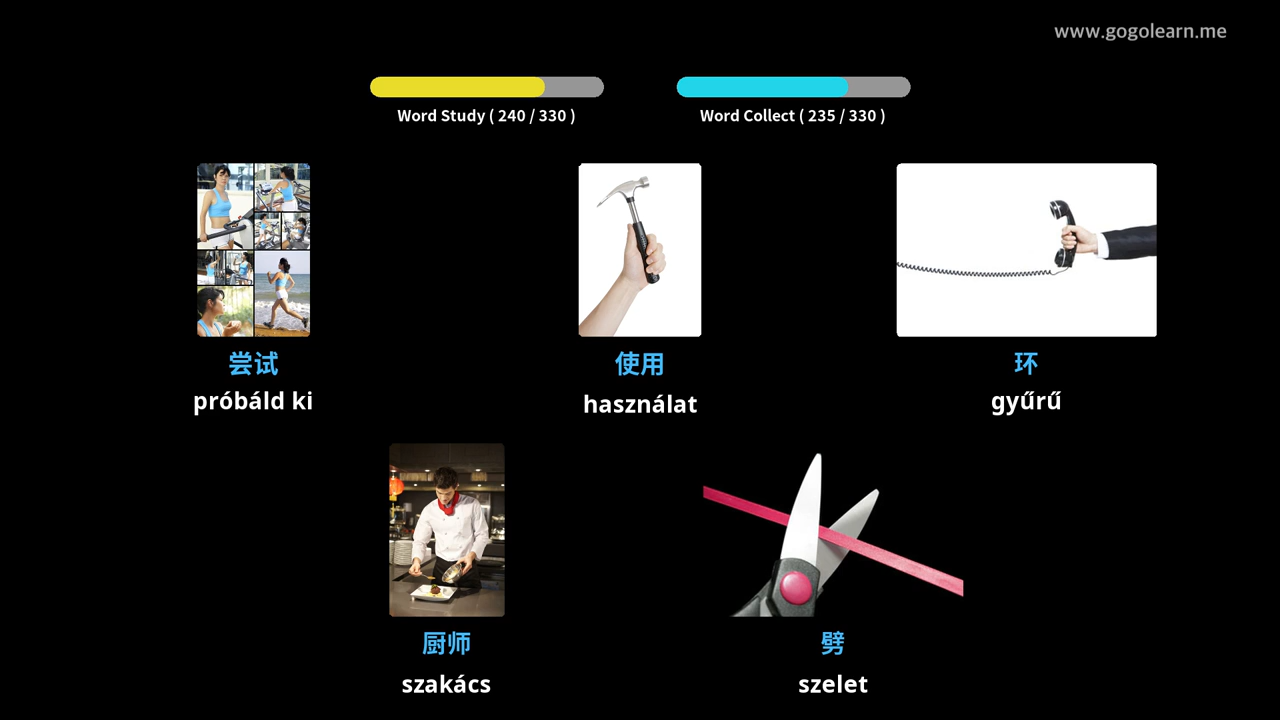 www.gogolearn.me
Word Study ( 240 / 330 )
Word Collect ( 235 / 330 )
尝试
próbáld ki
使用
használat
环
gyűrű
厨师
szakács
劈
szelet